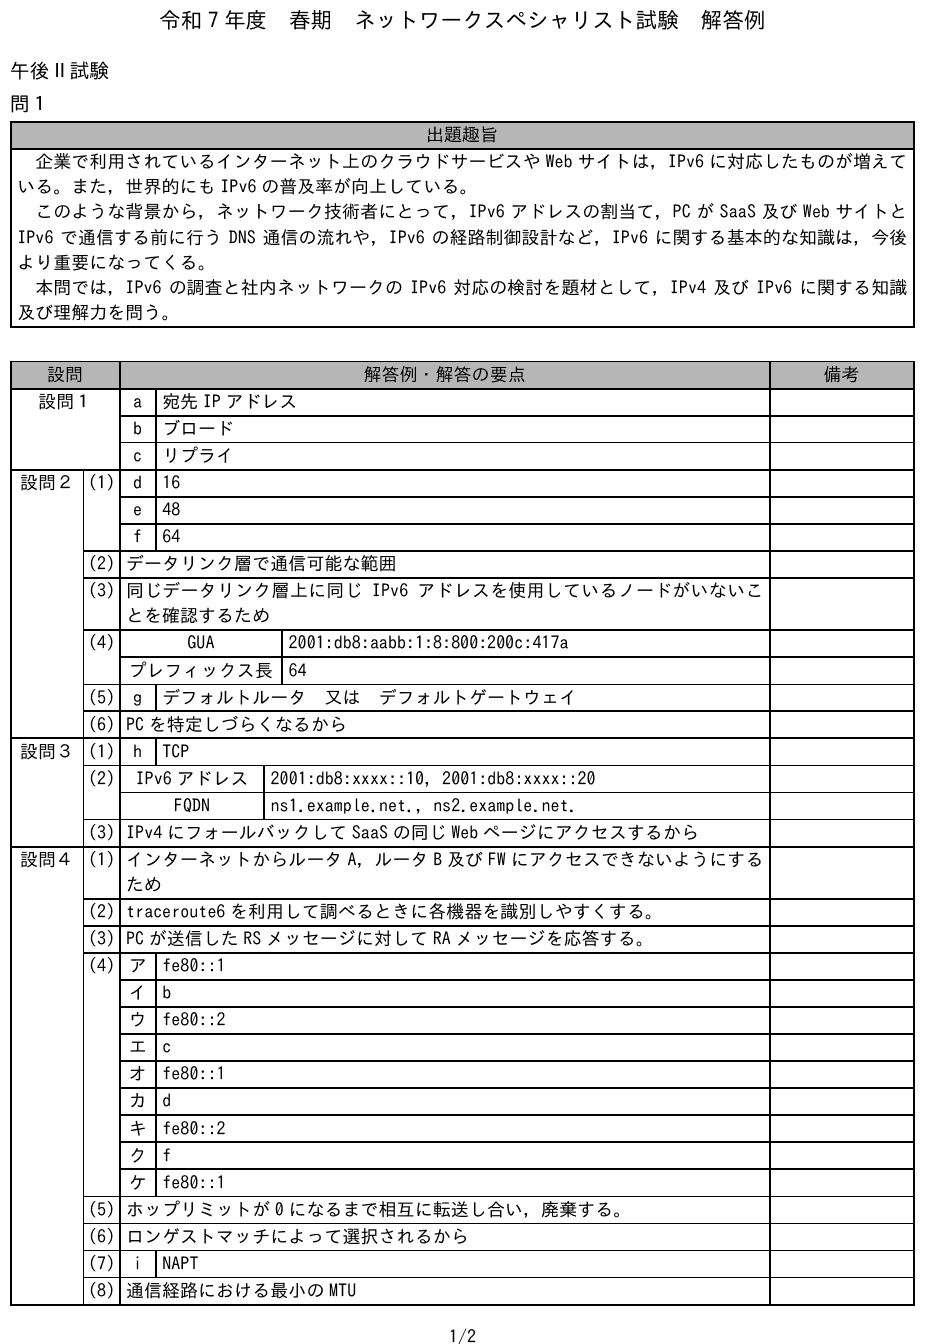 令和７年度　春期　ネットワークスペシャリスト試験　解答例
午後Ⅱ試験
問１
出題趣旨
　企業で利用されているインターネット上のクラウドサービスや Web サイトは，IPv6 に対応したものが増えて
いる。また，世界的にも IPv6 の普及率が向上している。
　このような背景から，ネットワーク技術者にとって，IPv6 アドレスの割当て，PC が SaaS 及び Web サイトと
IPv6 で通信する前に行う DNS 通信の流れや，IPv6 の経路制御設計など，IPv6 に関する基本的な知識は，今後
より重要になってくる。
　本問では，IPv6 の調査と社内ネットワークの IPv6 対応の検討を題材として，IPv4 及び IPv6 に関する知識
及び理解力を問う。
設問 解答例・解答の要点 備考
設問１ a 宛先 IP アドレス
b ブロード
c リプライ
設問２ (1) d 16
e 48
f 64
(2) データリンク層で通信可能な範囲
(3) 同じデータリンク層上に同じ IPv6 アドレスを使用しているノードがいないこ
とを確認するため
(4) GUA 2001:db8:aabb:1:8:800:200c:417a
プレフィックス長 64
(5) g デフォルトルータ　又は　デフォルトゲートウェイ
(6) PC を特定しづらくなるから
設問３ (1) h TCP
(2) IPv6 アドレス 2001:db8:xxxx::10, 2001:db8:xxxx::20
FQDN ns1.example.net., ns2.example.net.
(3) IPv4 にフォールバックして SaaS の同じ Web ページにアクセスするから
設問４ (1) インターネットからルータ A，ルータ B 及び FW にアクセスできないようにする
ため
(2) traceroute6 を利用して調べるときに各機器を識別しやすくする。
(3) PC が送信した RS メッセージに対して RA メッセージを応答する。
(4) ア fe80::1
イ b
ウ fe80::2
エ c
オ fe80::1
カ d
キ fe80::2
ク f
ケ fe80::1
(5) ホップリミットが 0 になるまで相互に転送し合い，廃棄する。
(6) ロンゲストマッチによって選択されるから
(7) i NAPT
(8) 通信経路における最小の MTU
1/2